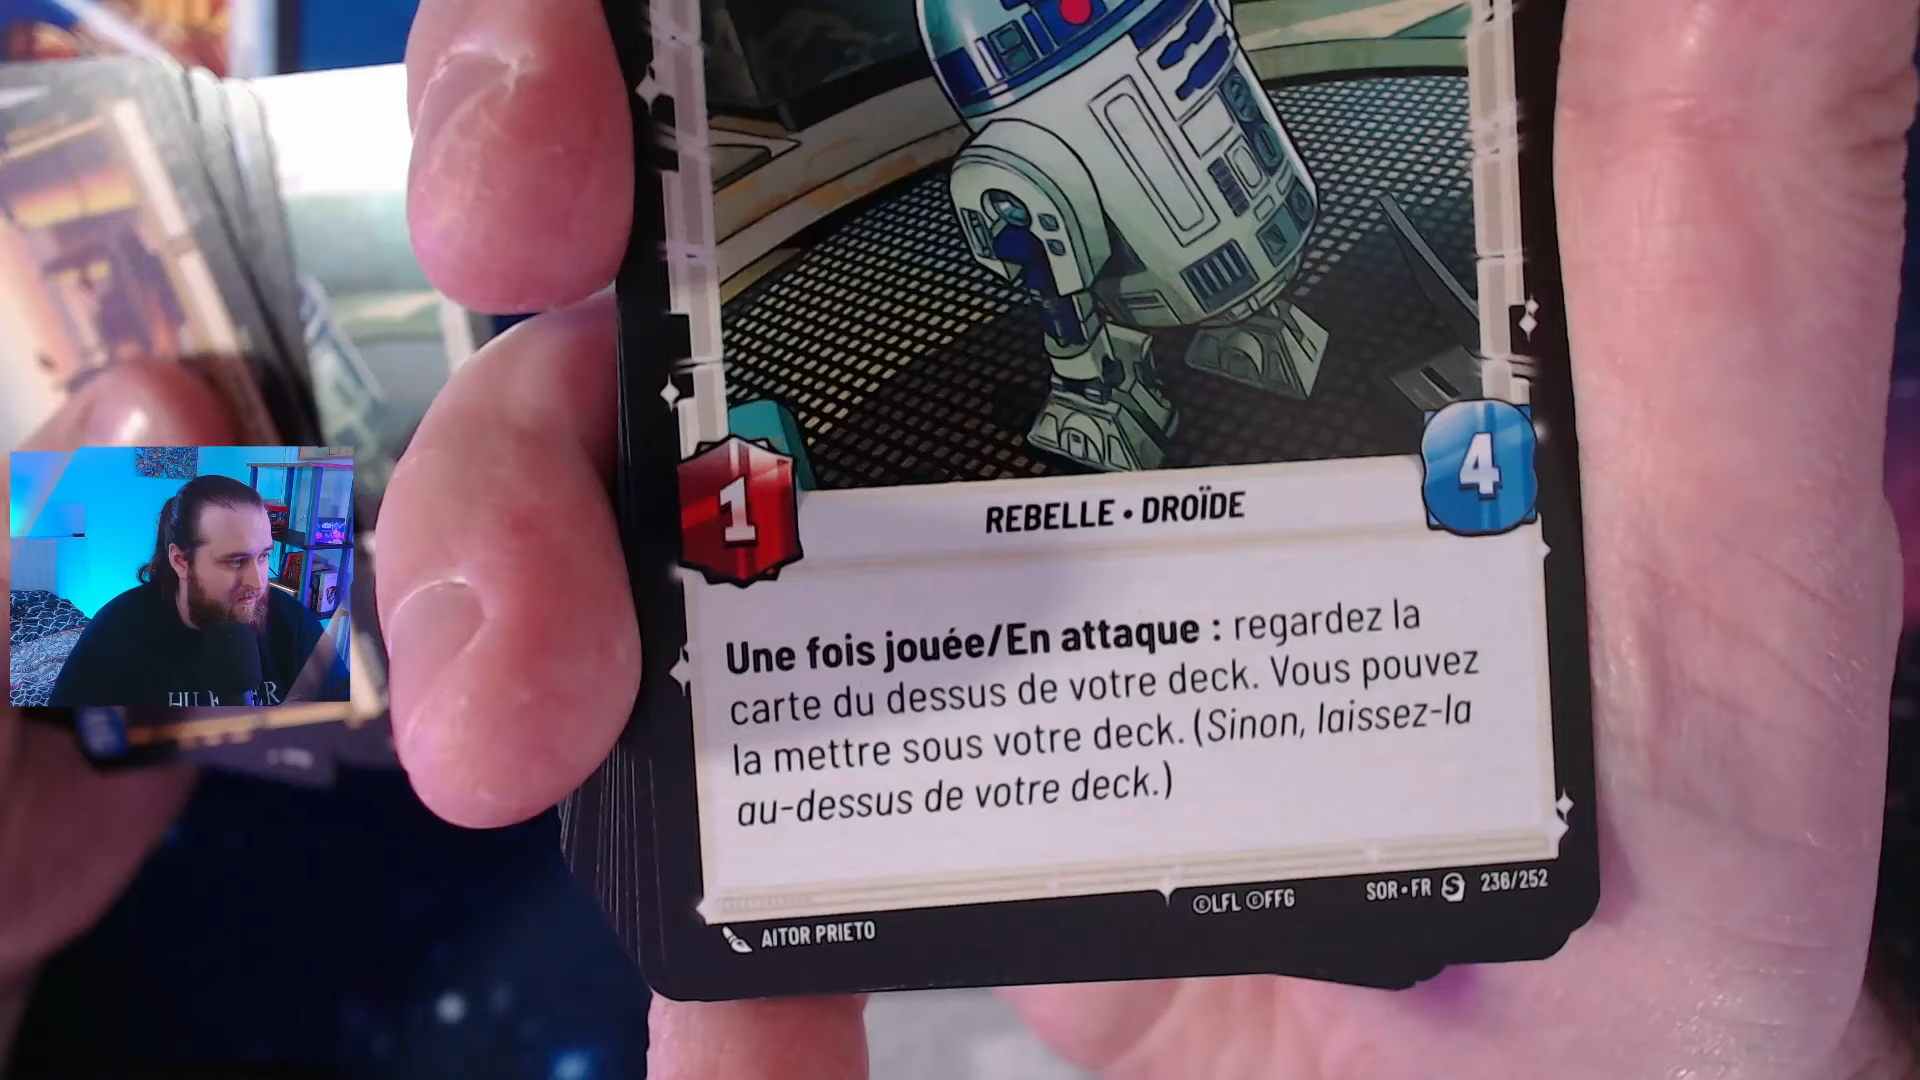 1
REBELLE • DROÏDE
4
Une fois jouée/En attaque : regardez la
carte du dessus de votre deck. Vous pouvez
la mettre sous votre deck. (Sinon, laissez-la
au-dessus de votre deck.)
AITOR PRIETO
©LFL ©FFG
SOR•FR S 236/252